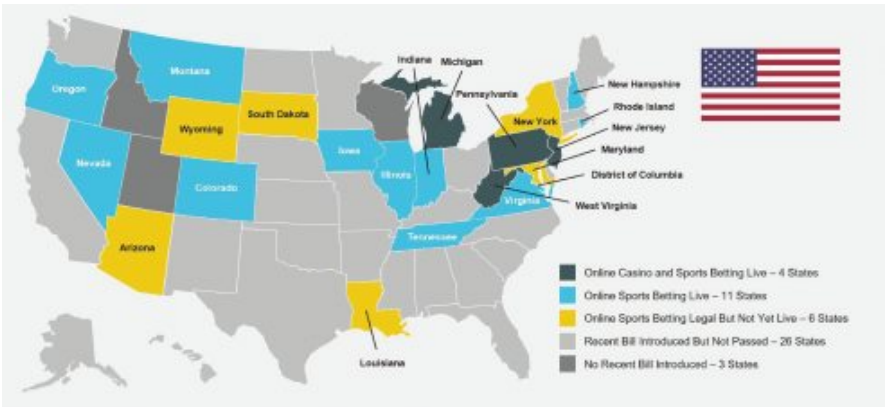 Indiana
Michigan
Montana
Oregon
Pennsylvania
New Hampshire
South Dakota
Rhode Island
Wyoming
New York
New Jersey
Iowa
Maryland
Nevada
Illinois
District of Columbia
Colorado
Virginia
West Virginia
Tennessee
Arizona
Online Casino and Sports Betting Live – 4 States
Online Sports Betting Live – 11 States
Online Sports Betting Legal But Not Yet Live – 6 States
Recent Bill Introduced But Not Passed – 26 States
Louisiana
No Recent Bill Introduced – 3 States